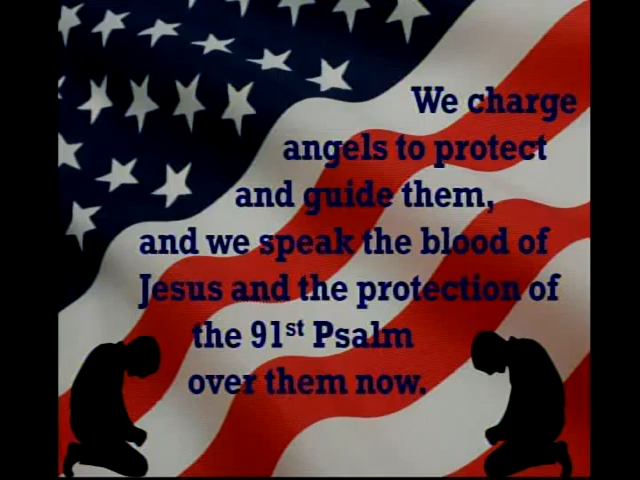 We charge
angels to protect
and guide them,
and we speak the blood of
Jesus and the protection of
the 91st Psalm
over them now.